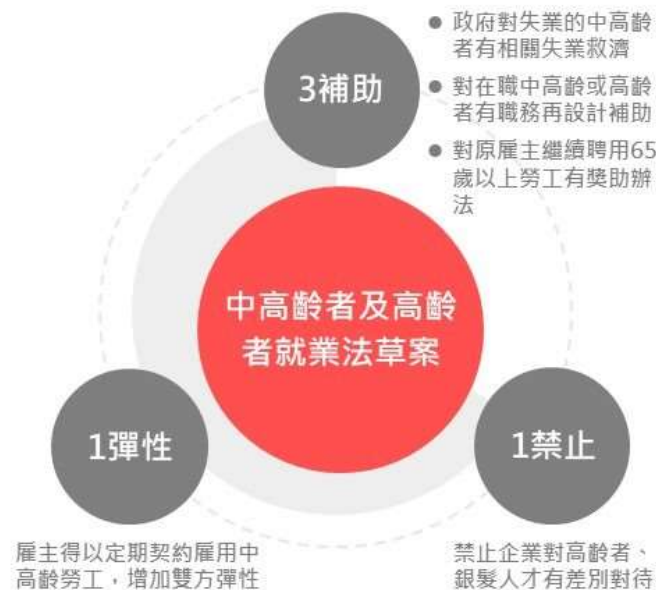 3補助
● 政府對失業的中高齡
者有相關失業救濟
● 對在職中高齡或高齡
者有職務再設計補助
● 對原雇主繼續聘用65
歲以上勞工有獎助辦
法
中高齡者及高齡
者就業法草案
1彈性
雇主得以定期契約雇用中
高齡勞工，增加雙方彈性
1禁止
禁止企業對高齡者、
銀髮人才有差別對待